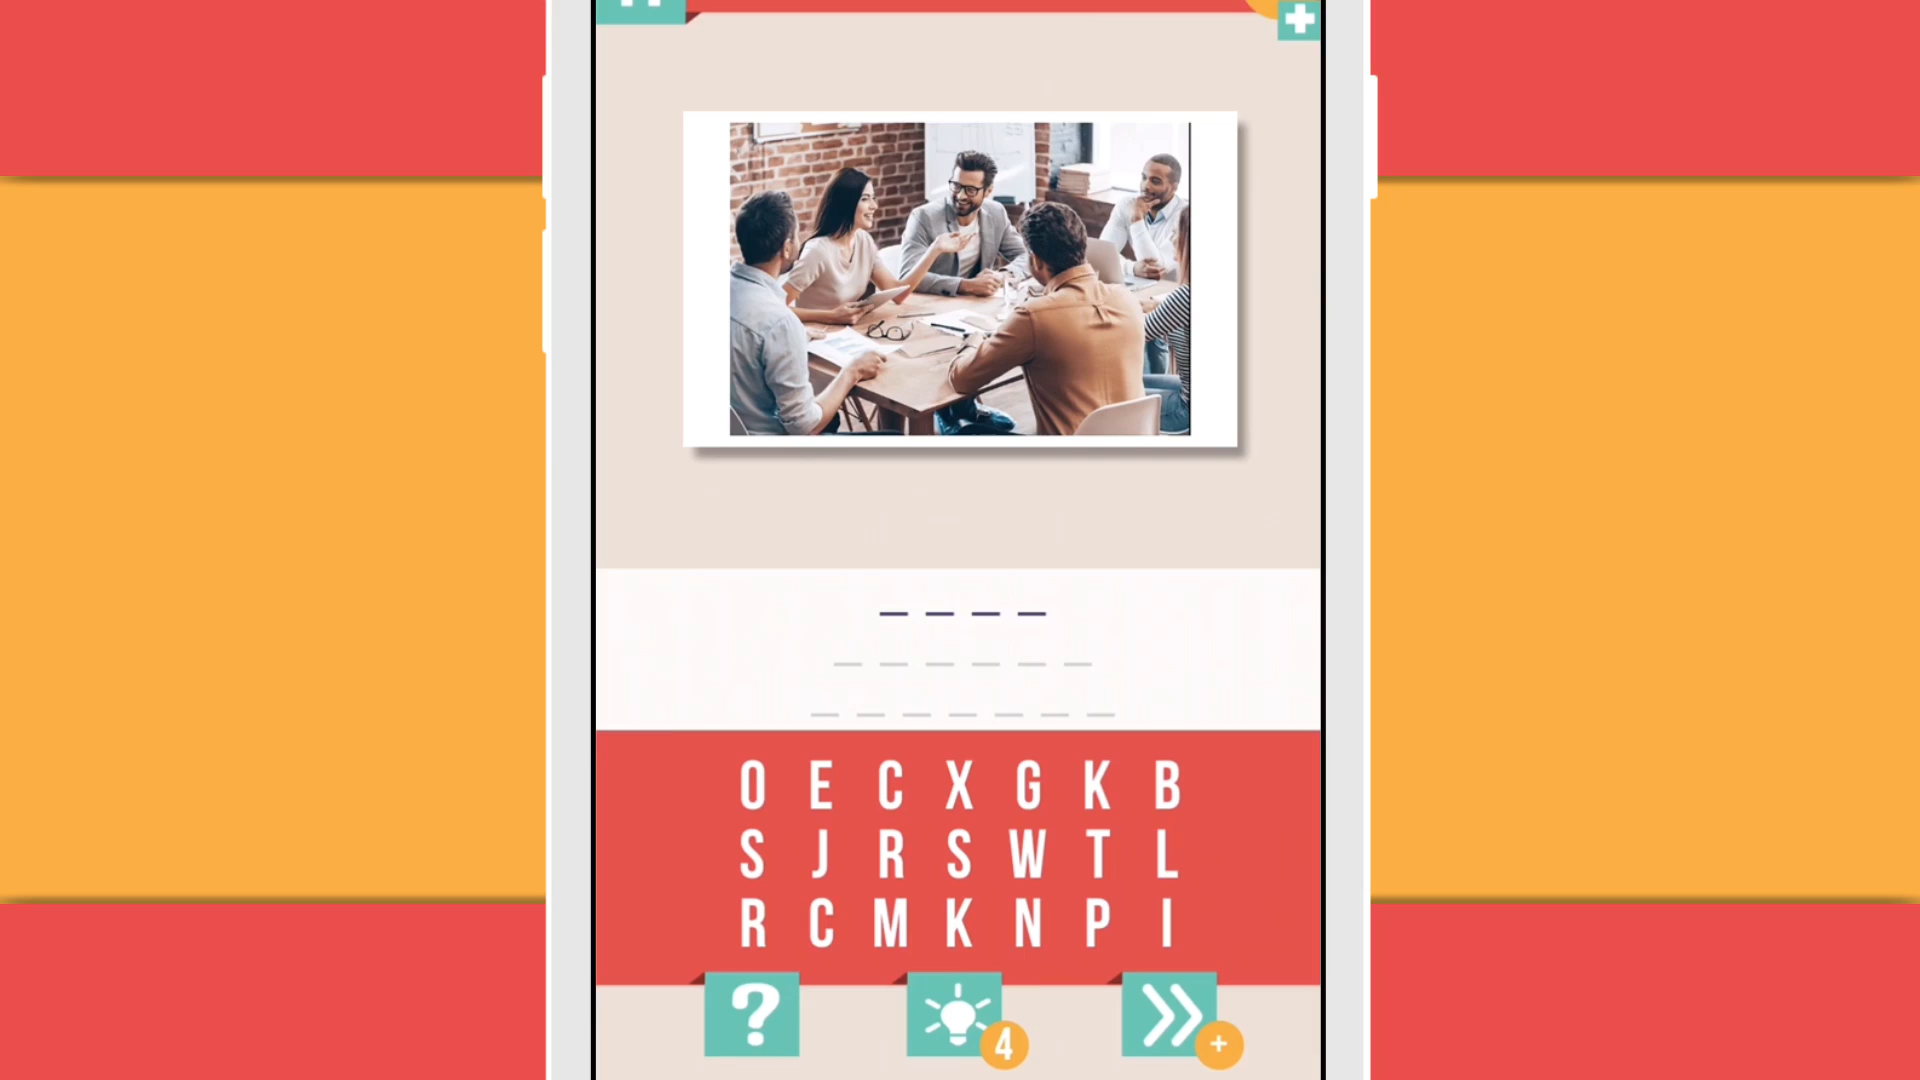 O E C X G K B
S J R S W T L
R C M K N P I
?
4
+